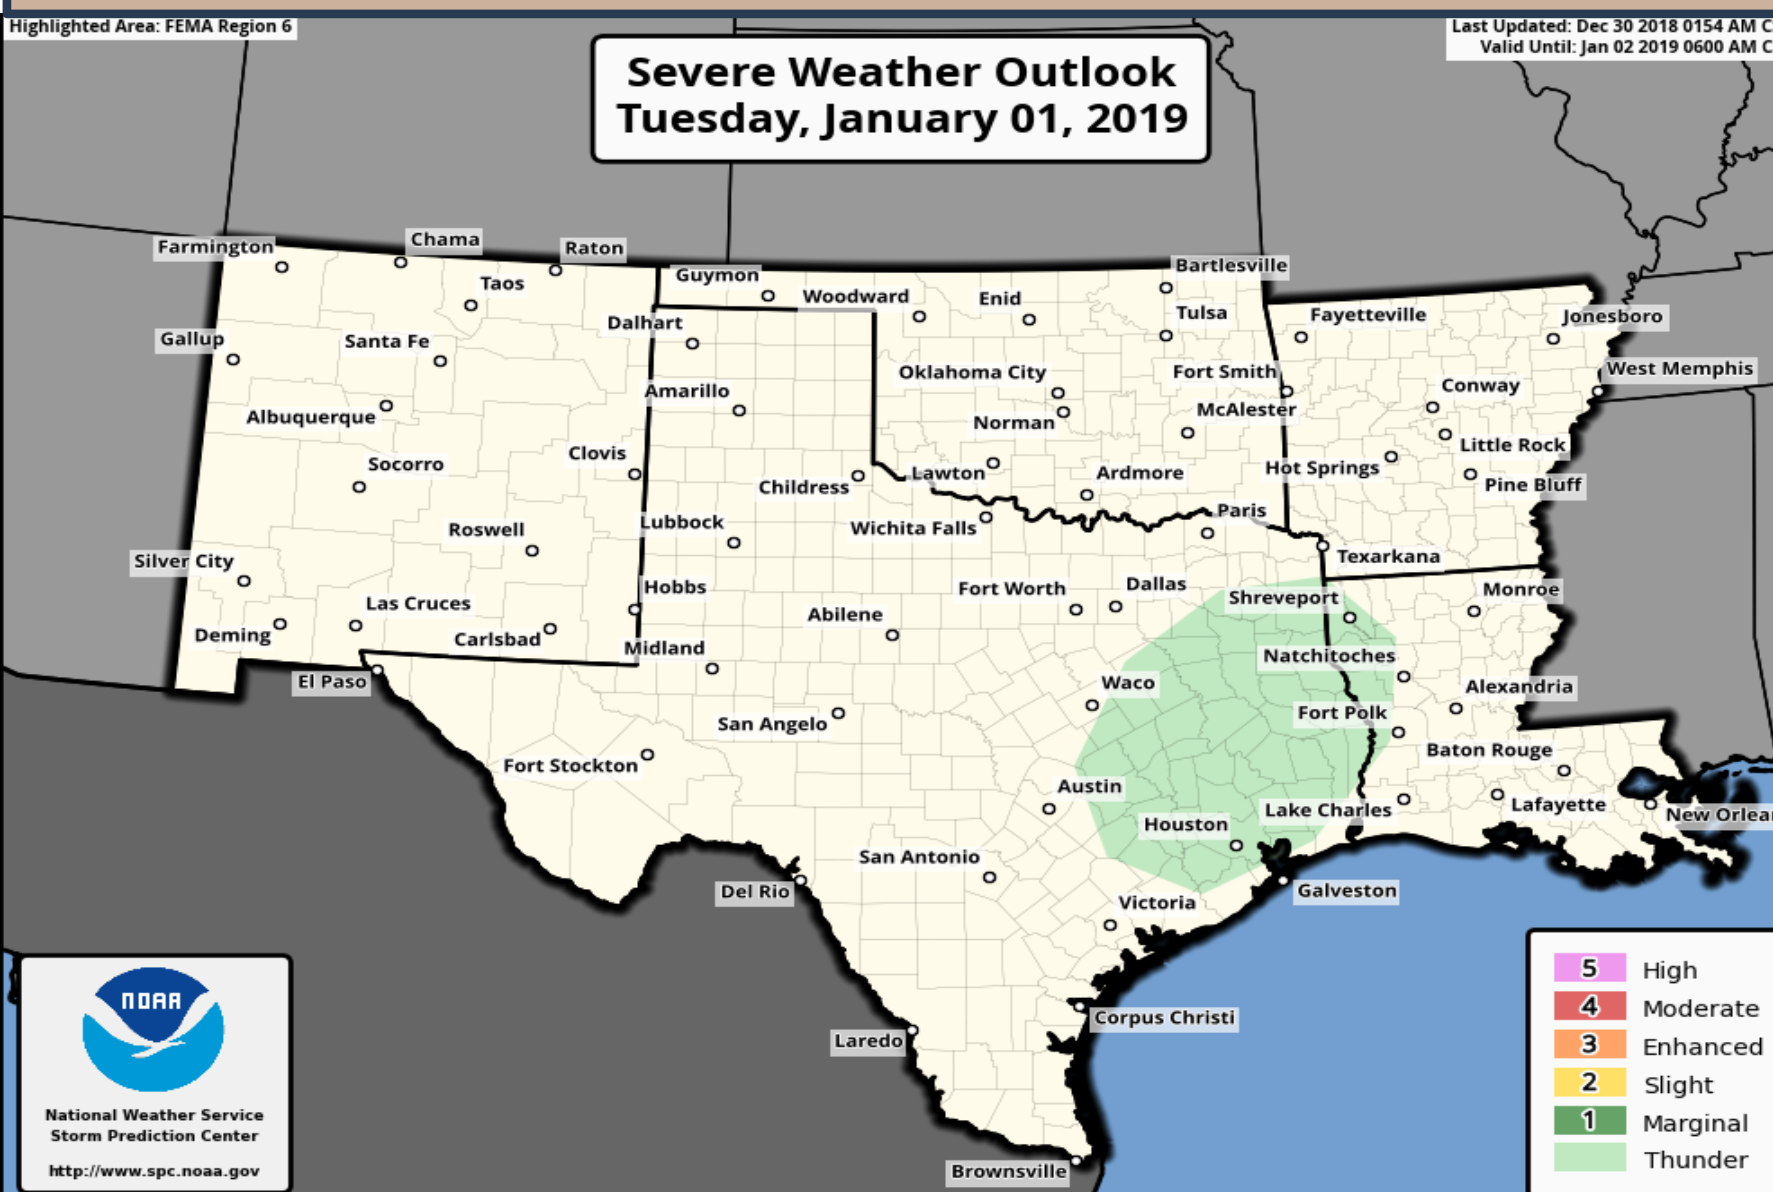 Highlighted Area: FEMA Region 6
Last Updated: Dec 30 2018 0154 AM C
Valid Until: Jan 02 2019 0600 AM C
Severe Weather Outlook
Tuesday, January 01, 2019
Farmington
Chama
Raton
Taos
Guymon
Woodward
Enid
Bartlesville
Tulsa
Fayetteville
Jonesboro
Gallup
Santa Fe
Dalhart
Oklahoma City
Fort Smith
West Memphis
Amarillo
Conway
Albuquerque
Norman
McAlester
Little Rock
Socorro
Clovis
Childress
Lawton
Ardmore
Hot Springs
Pine Bluff
Roswell
Lubbock
Wichita Falls
Paris
Texarkana
Silver City
Hobbs
Fort Worth
Dallas
Shreveport
Monroe
Las Cruces
Deming
Carlsbad
Abilene
Midland
Natchitoches
El Paso
Waco
Alexandria
San Angelo
Fort Polk
Fort Stockton
Baton Rouge
Austin
Lake Charles
Lafayette
New Orlea
Houston
San Antonio
Del Rio
Galveston
Victoria
Corpus Christi
Laredo
Brownsville
NOAA
National Weather Service
Storm Prediction Center
http://www.spc.noaa.gov
5 High
4 Moderate
3 Enhanced
2 Slight
1 Marginal
Thunder